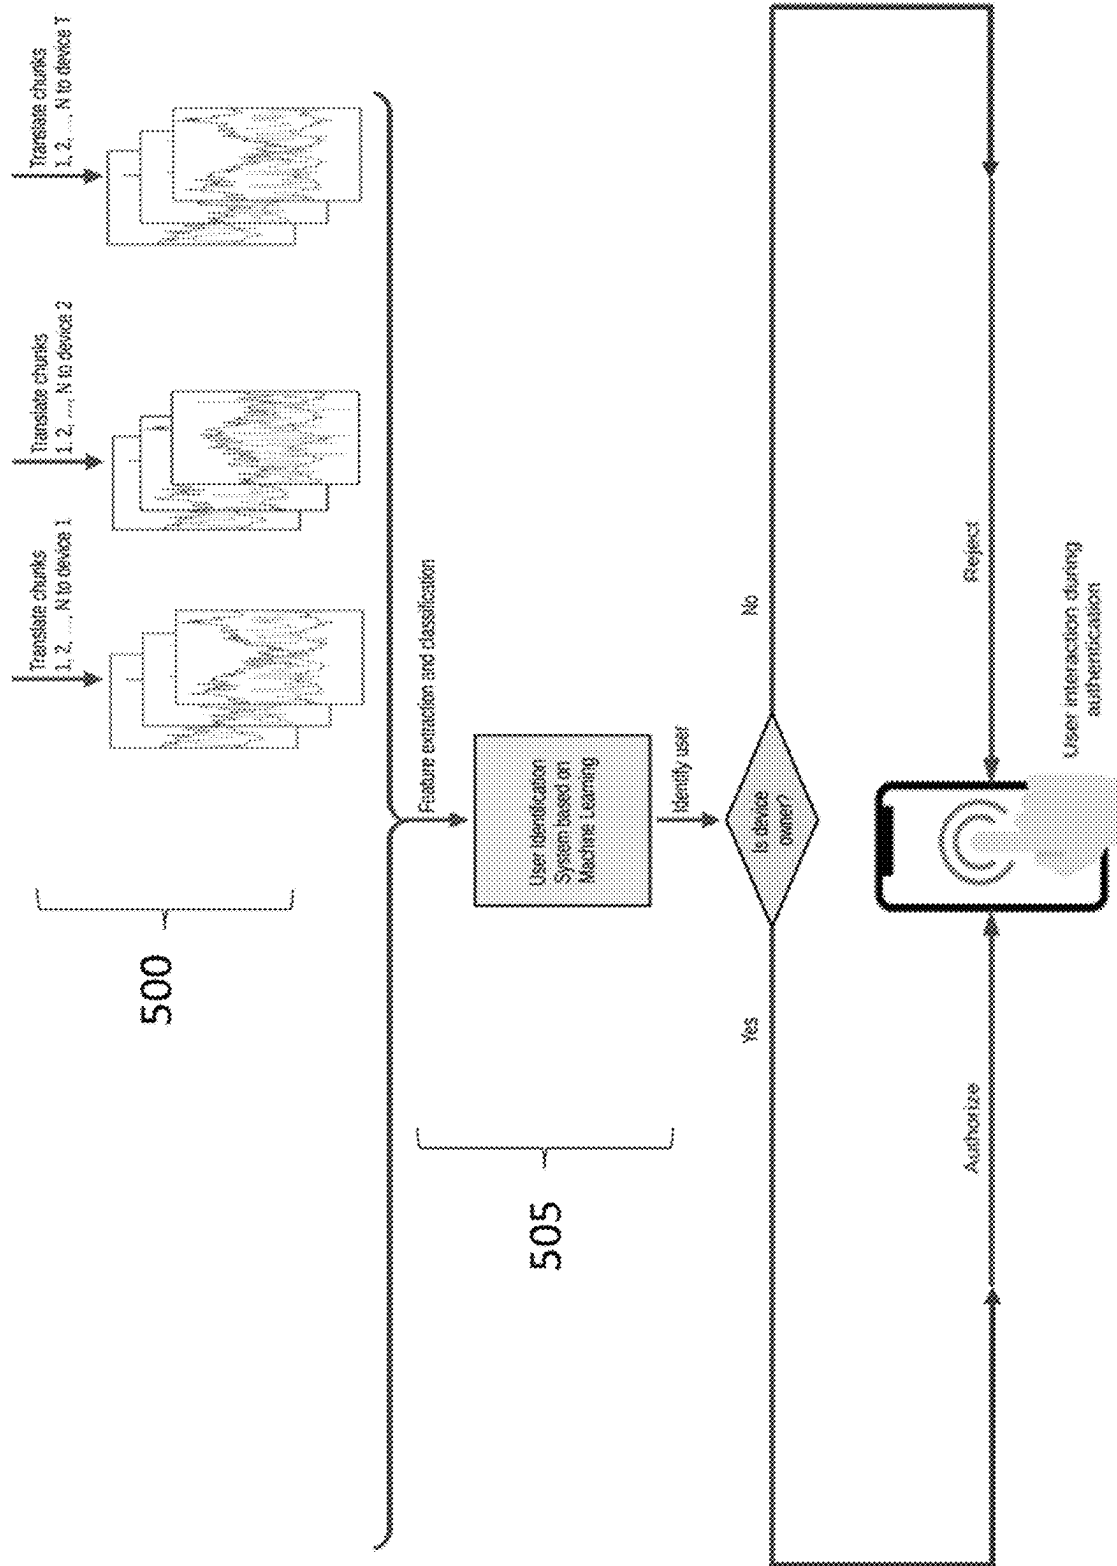 Translate chunks
1, 2, ..., N to device 1
Translate chunks
1, 2, ..., N to device 2
Translate chunks
1, 2, ..., N to device T
500
Feature extraction and classification
User Identification
System based on
Machine Learning
505
Identify user
Is device
owner?
Yes
No
Authorize
Reject
User interaction during
authentication